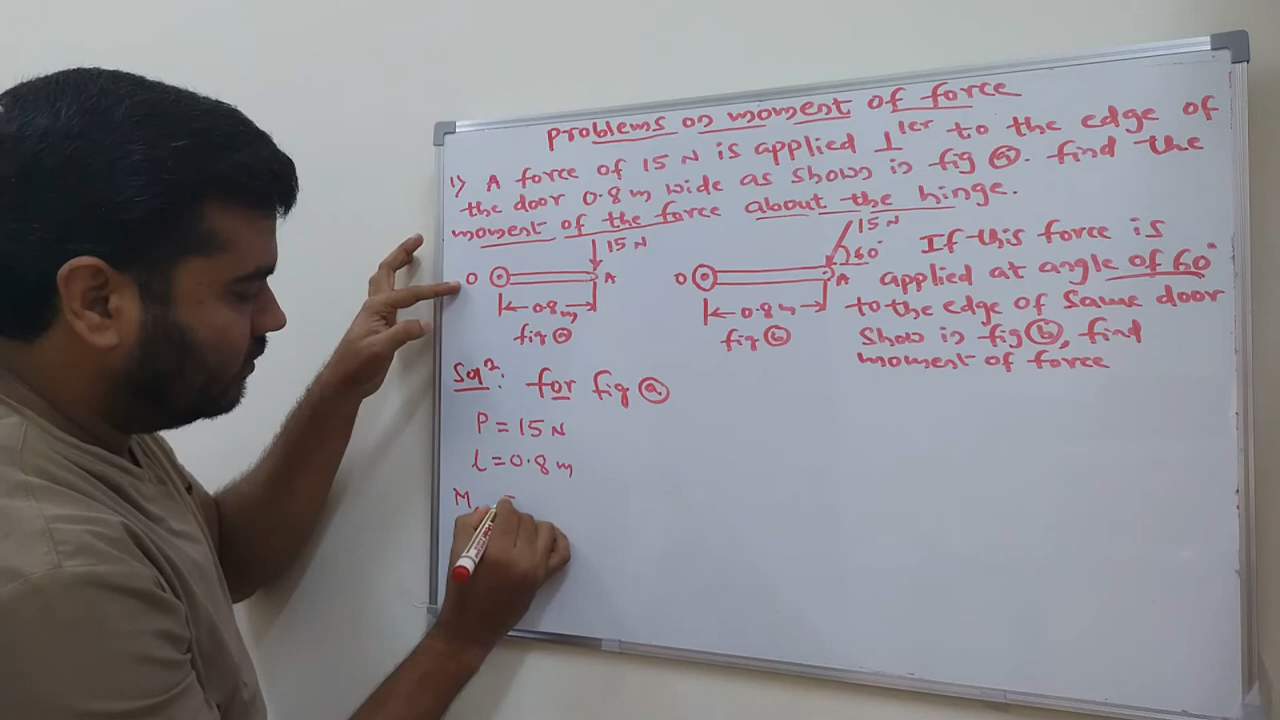 Problems on moment of force
1) A force of 15 N is applied ⊥ler to the edge of
the door 0.8 m wide as shown in fig ⓐ. find the
moment of the force about the hinge.
15 N
O
A
0.8 m
fig ⓐ
15 N
60°
O
A
0.8 m
fig ⓑ
If this force is
applied at angle of 60°
to the edge of same door
show in fig ⓑ, find
moment of force
Solⁿ: for fig ⓐ
P = 15 N
l = 0.8 m
M